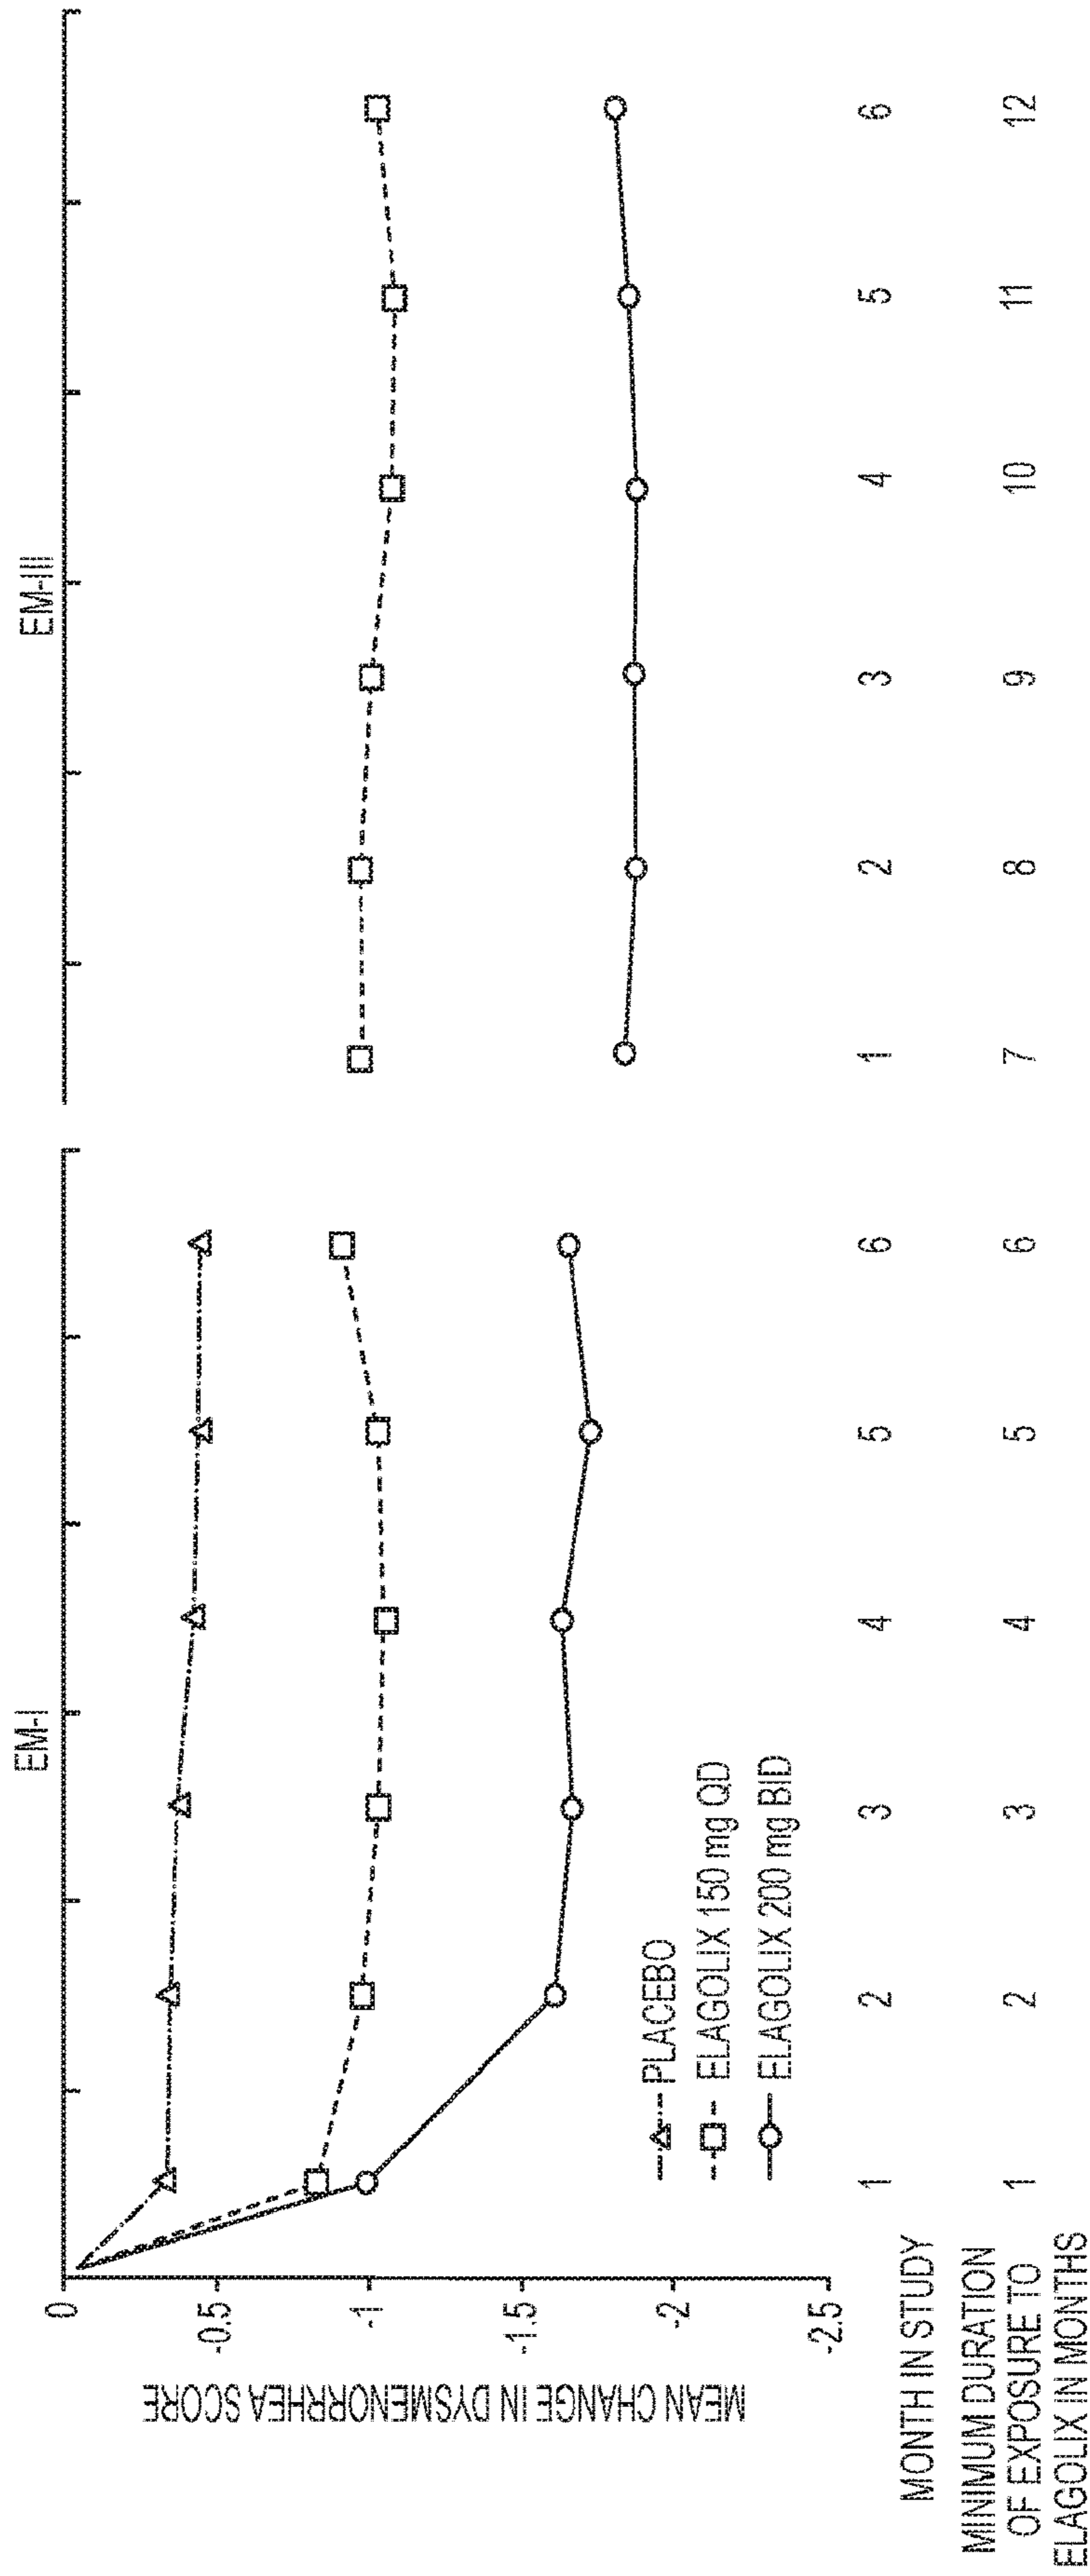 EM-I
EM-III
0
-0.5
-1
-1.5
-2
-2.5
MEAN CHANGE IN DYSMENORRHEA SCORE
PLACEBO
ELAGOLIX 150 mg QD
ELAGOLIX 200 mg BID
MONTH IN STUDY 1 2 3 4 5 6 1 2 3 4 5 6
MINIMUM DURATION
OF EXPOSURE TO 1 2 3 4 5 6 7 8 9 10 11 12
ELAGOLIX IN MONTHS